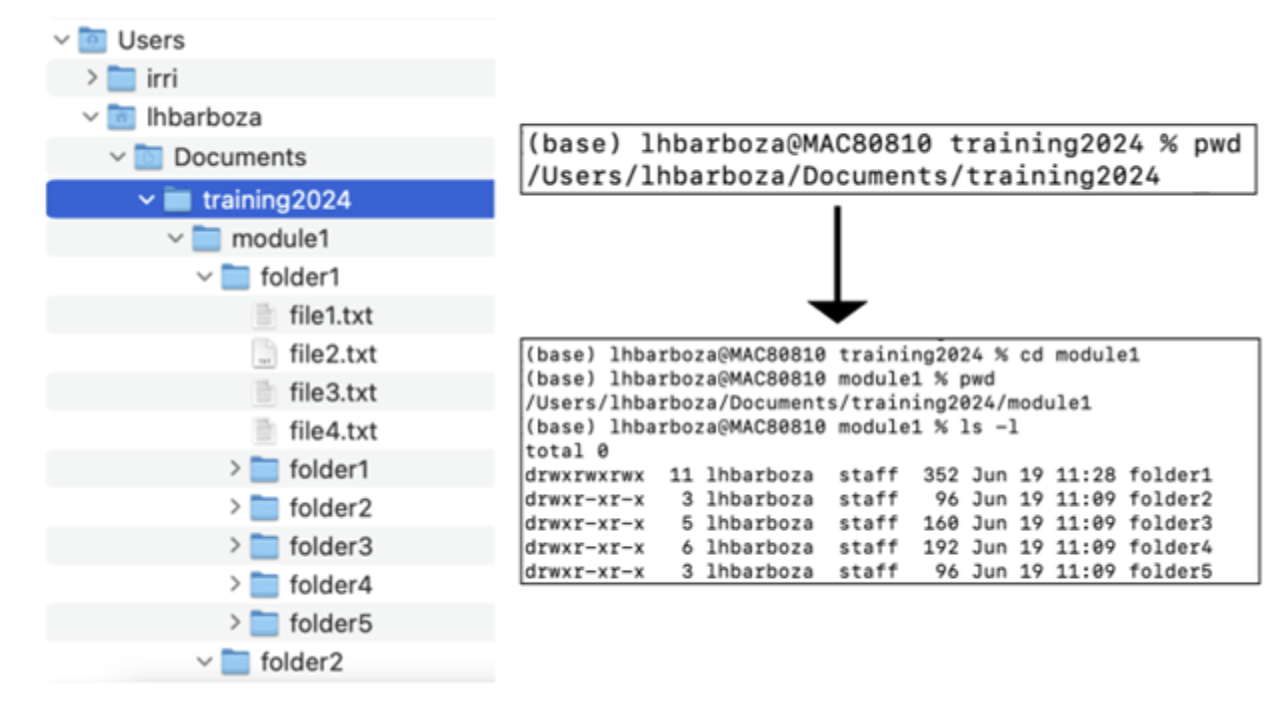 Users
irri
lhbarboza
Documents
training2024
module1
folder1
file1.txt
file2.txt
file3.txt
file4.txt
folder1
folder2
folder3
folder4
folder5
folder2
(base) lhbarboza@MAC80810 training2024 % pwd
/Users/lhbarboza/Documents/training2024
(base) lhbarboza@MAC80810 training2024 % cd module1
(base) lhbarboza@MAC80810 module1 % pwd
/Users/lhbarboza/Documents/training2024/module1
(base) lhbarboza@MAC80810 module1 % ls -l
total 0
drwxrwxrwx  11 lhbarboza  staff  352 Jun 19 11:28 folder1
drwxr-xr-x   3 lhbarboza  staff   96 Jun 19 11:09 folder2
drwxr-xr-x   5 lhbarboza  staff  160 Jun 19 11:09 folder3
drwxr-xr-x   6 lhbarboza  staff  192 Jun 19 11:09 folder4
drwxr-xr-x   3 lhbarboza  staff   96 Jun 19 11:09 folder5